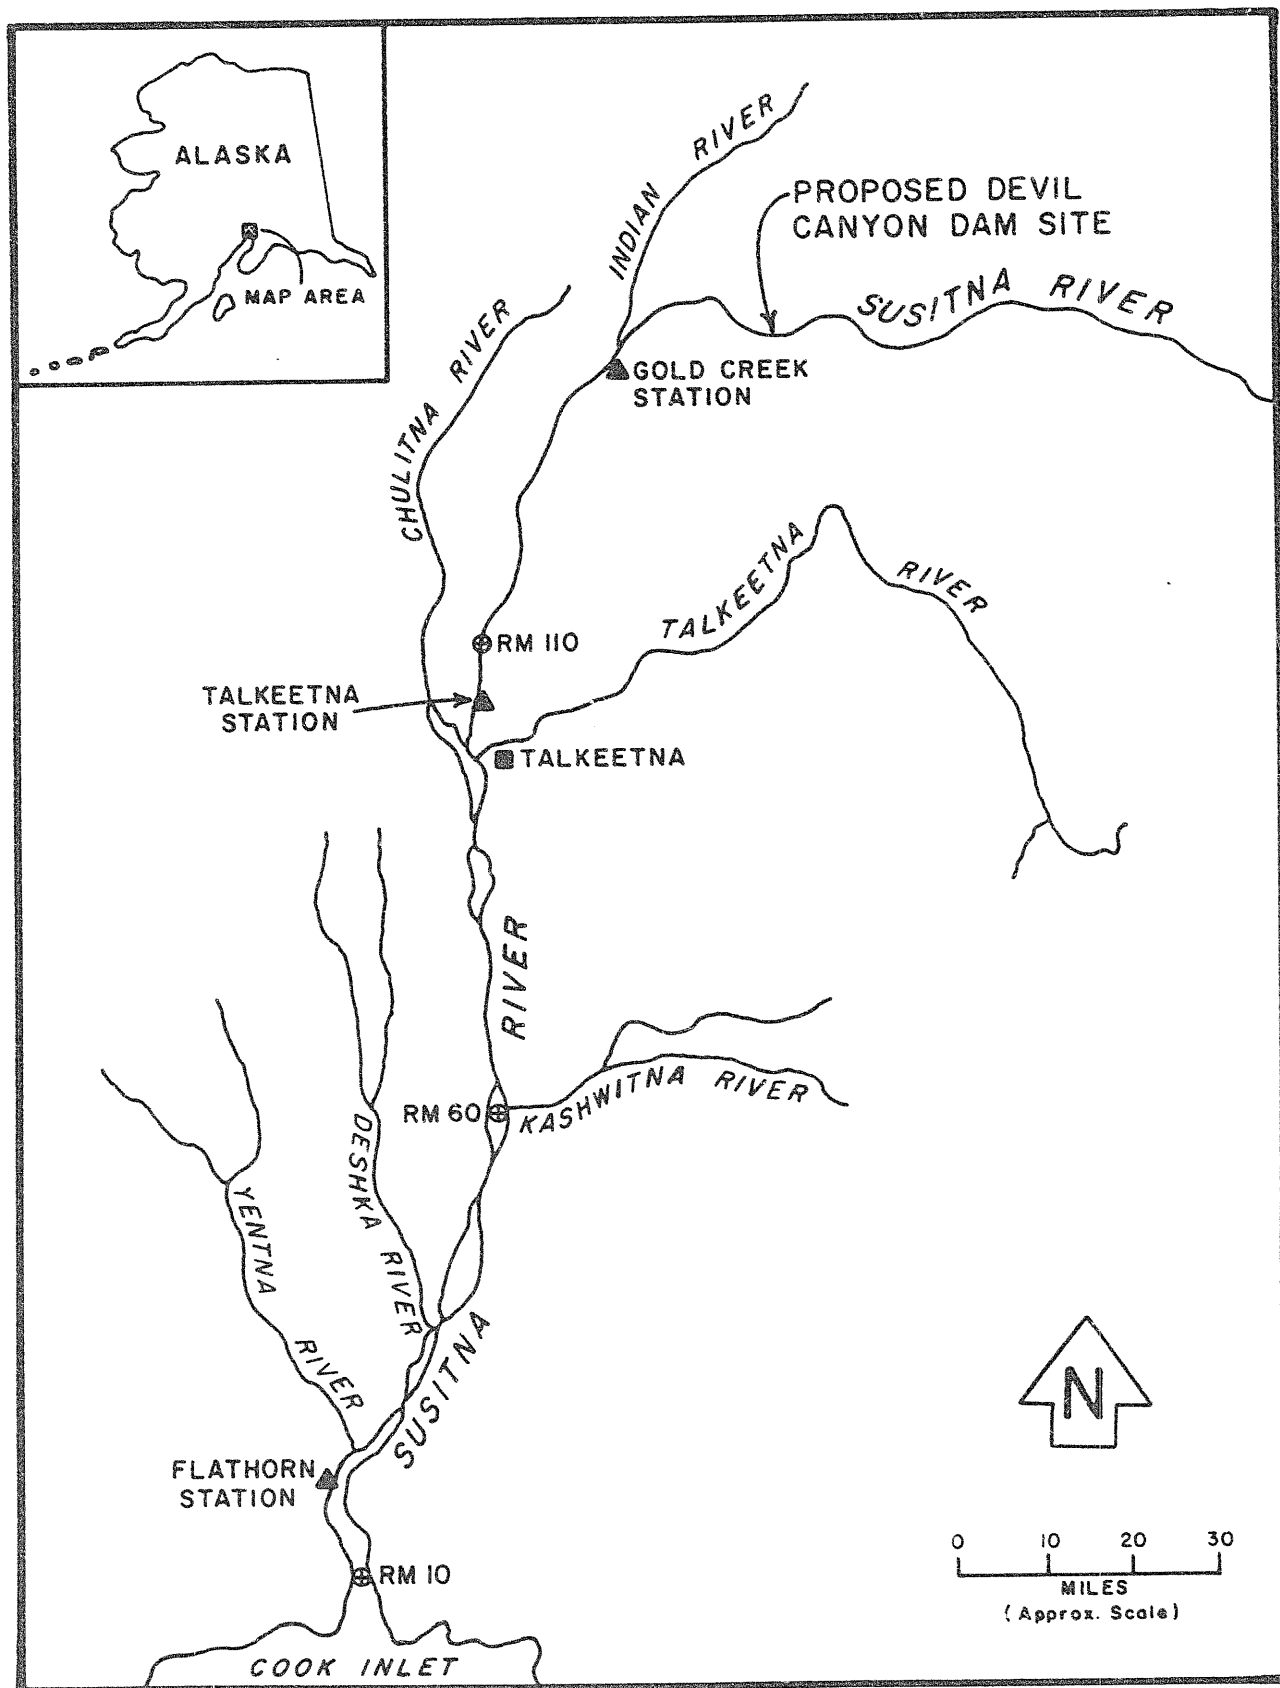 ALASKA
MAP AREA
INDIAN RIVER
PROPOSED DEVIL
CANYON DAM SITE
SUSITNA RIVER
CHULITNA RIVER
GOLD CREEK
STATION
TALKEETNA RIVER
RM 110
TALKEETNA
STATION
TALKEETNA
RIVER
RM 60
KASHWITNA RIVER
DESHKA RIVER
YENTNA RIVER
SUSITNA
N
FLATHORN
STATION
RM 10
0 10 20 30
MILES
(Approx. Scale)
COOK INLET